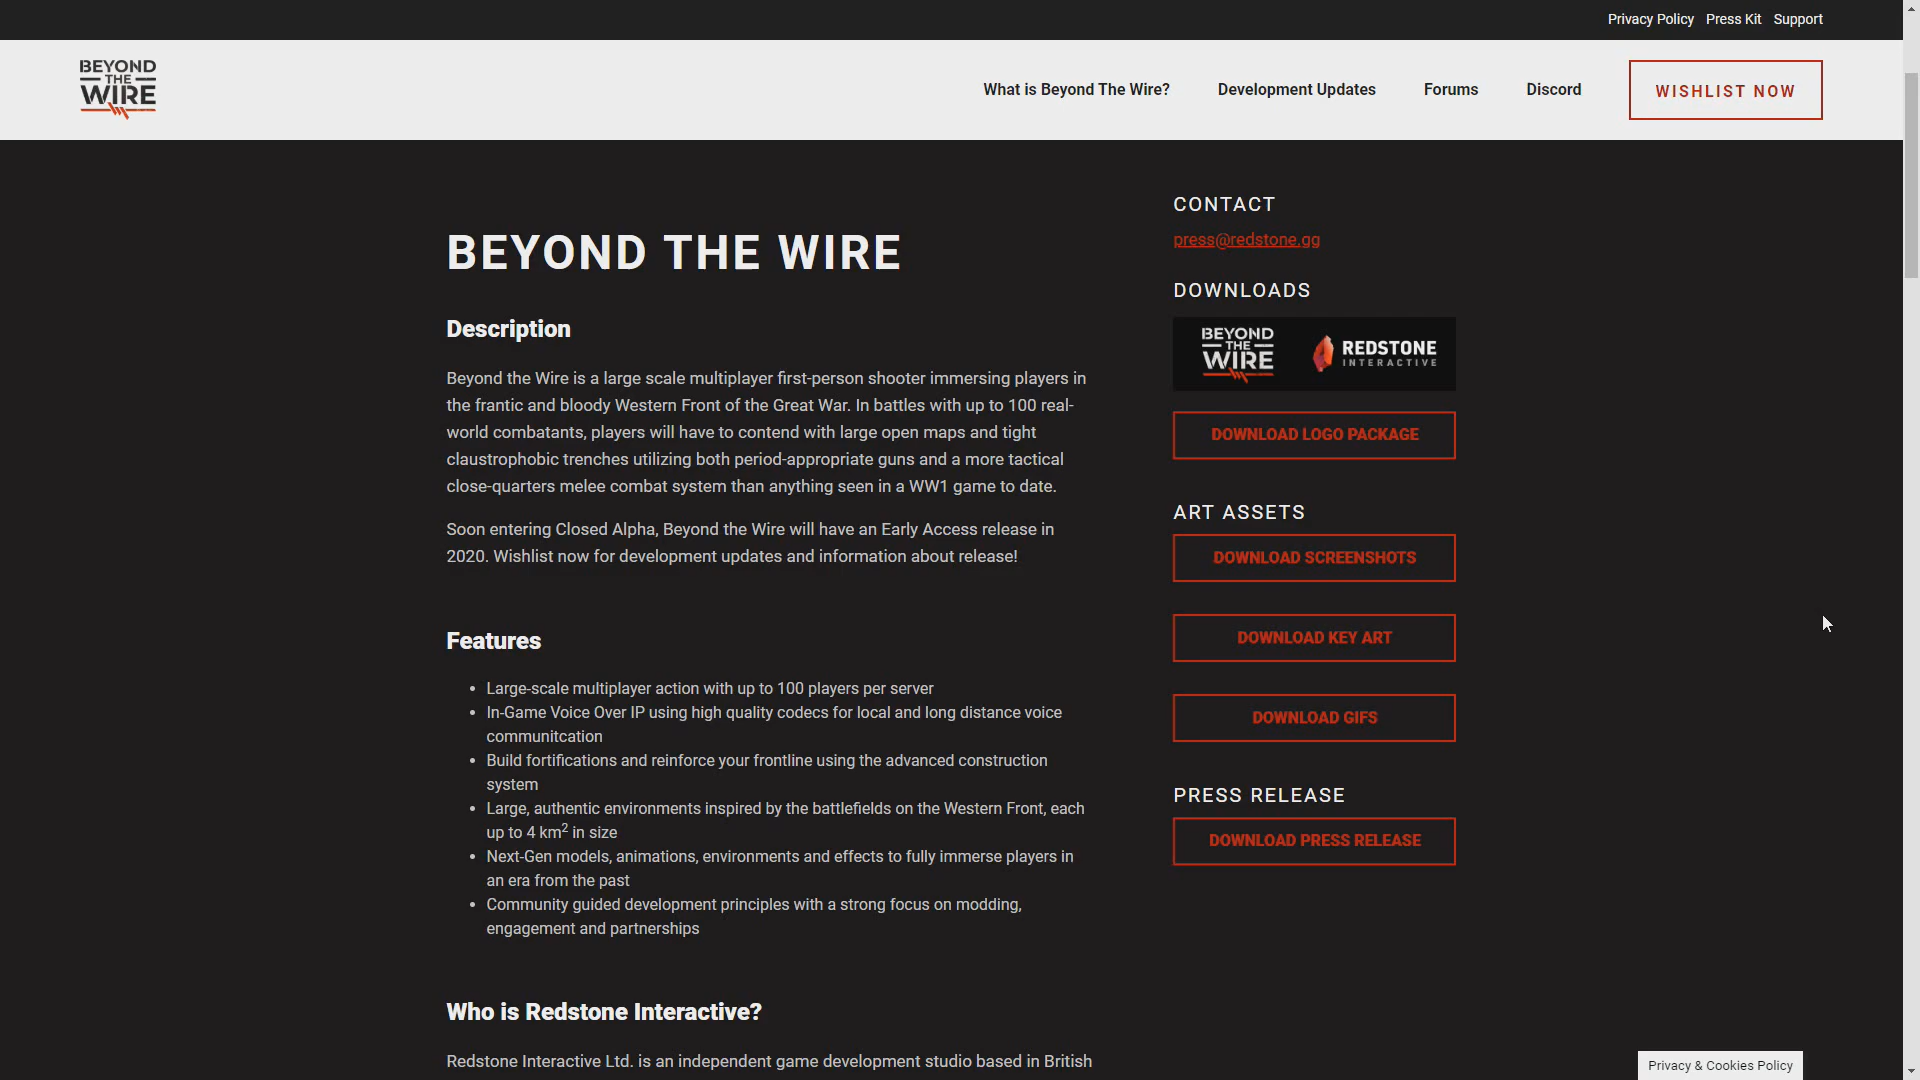 Privacy Policy Press Kit Support
BEYOND
THE
WIRE
What is Beyond The Wire? Development Updates Forums Discord WISHLIST NOW
BEYOND THE WIRE
Description
Beyond the Wire is a large scale multiplayer first-person shooter immersing players in
the frantic and bloody Western Front of the Great War. In battles with up to 100 real-
world combatants, players will have to contend with large open maps and tight
claustrophobic trenches utilizing both period-appropriate guns and a more tactical
close-quarters melee combat system than anything seen in a WW1 game to date.
Soon entering Closed Alpha, Beyond the Wire will have an Early Access release in
2020. Wishlist now for development updates and information about release!
Features
• Large-scale multiplayer action with up to 100 players per server
• In-Game Voice Over IP using high quality codecs for local and long distance voice
communitcation
• Build fortifications and reinforce your frontline using the advanced construction
system
• Large, authentic environments inspired by the battlefields on the Western Front, each
up to 4 km² in size
• Next-Gen models, animations, environments and effects to fully immerse players in
an era from the past
• Community guided development principles with a strong focus on modding,
engagement and partnerships
Who is Redstone Interactive?
Redstone Interactive Ltd. is an independent game development studio based in British
CONTACT
press@redstone.gg
DOWNLOADS
BEYOND
THE
WIRE
REDSTONE
INTERACTIVE
DOWNLOAD LOGO PACKAGE
ART ASSETS
DOWNLOAD SCREENSHOTS
DOWNLOAD KEY ART
DOWNLOAD GIFS
PRESS RELEASE
DOWNLOAD PRESS RELEASE
Privacy & Cookies Policy